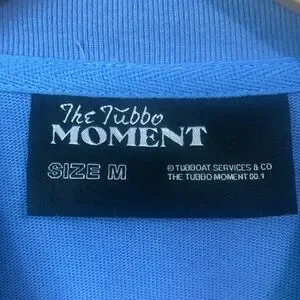 The Tubbo
MOMENT
SIZE M
© TUBBOAT SERVICES & CO
THE TUBBO MOMENT 00.1